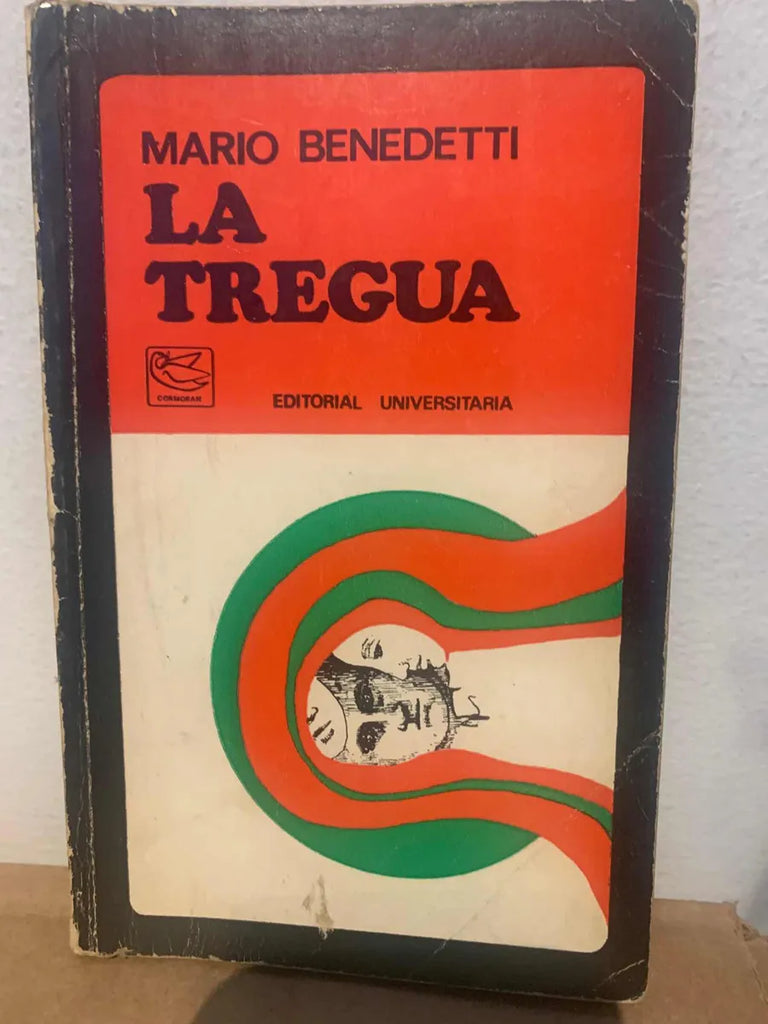 MARIO BENEDETTI
LA
TREGUA
CORMORAN
EDITORIAL UNIVERSITARIA